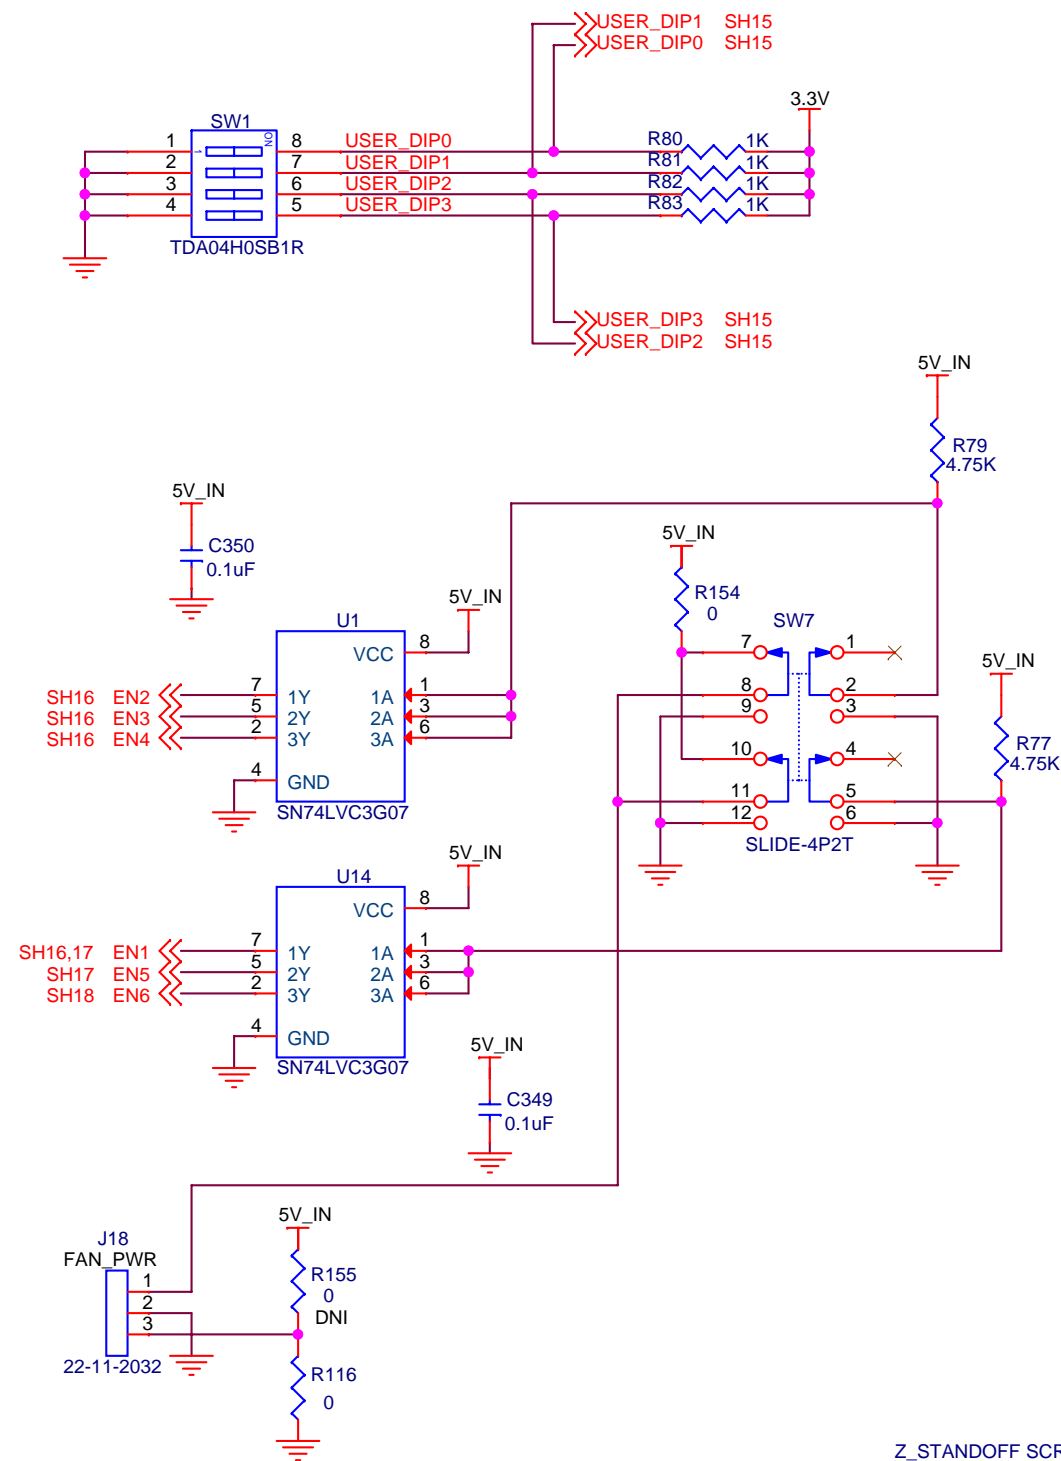 USER_DIP1 SH15
USER_DIP0 SH15
3.3V
SW1
ON
1 8 USER_DIP0 R80 1K
2 7 USER_DIP1 R81 1K
3 6 USER_DIP2 R82 1K
4 5 USER_DIP3 R83 1K
TDA04H0SB1R
USER_DIP3 SH15
USER_DIP2 SH15
5V_IN
R79
4.75K
5V_IN
C350
0.1uF
5V_IN
R154
0
5V_IN
U1
VCC 8
SH16 EN2 7 1Y 1A 1
SH16 EN3 5 2Y 2A 3
SH16 EN4 2 3Y 3A 6
4 GND
SN74LVC3G07
SW7
7 1
8 2
9 3
10 4
11 5
12 6
SLIDE-4P2T
5V_IN
R77
4.75K
5V_IN
U14
VCC 8
SH16,17 EN1 7 1Y 1A 1
SH17 EN5 5 2Y 2A 3
SH18 EN6 2 3Y 3A 6
4 GND
SN74LVC3G07
5V_IN
C349
0.1uF
5V_IN
J18
FAN_PWR
1
2
3
22-11-2032
R155
0
DNI
R116
0
Z_STANDOFF SCR